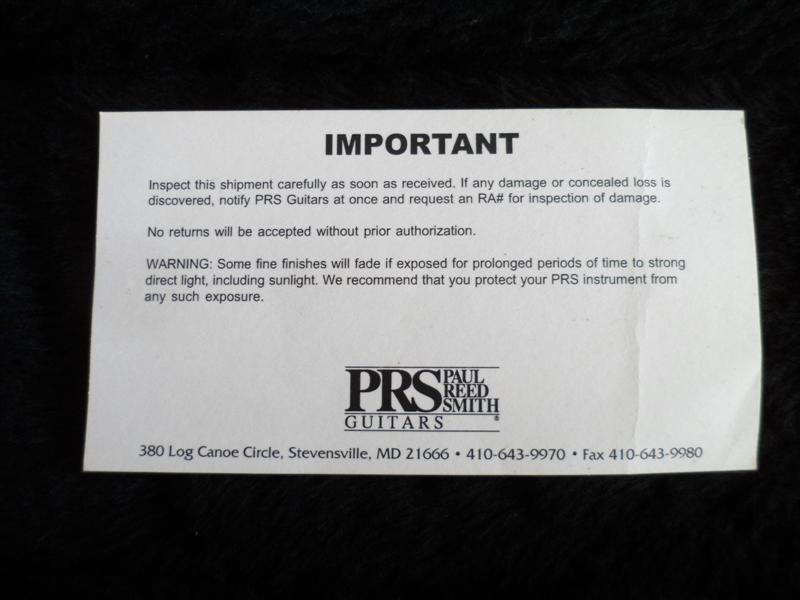 IMPORTANT
Inspect this shipment carefully as soon as received. If any damage or concealed loss is
discovered, notify PRS Guitars at once and request an RA# for inspection of damage.
No returns will be accepted without prior authorization.
WARNING: Some fine finishes will fade if exposed for prolonged periods of time to strong
direct light, including sunlight. We recommend that you protect your PRS instrument from
any such exposure.
PRS PAUL
REED
SMITH
GUITARS ®
380 Log Canoe Circle, Stevensville, MD 21666 • 410-643-9970 • Fax 410-643-9980